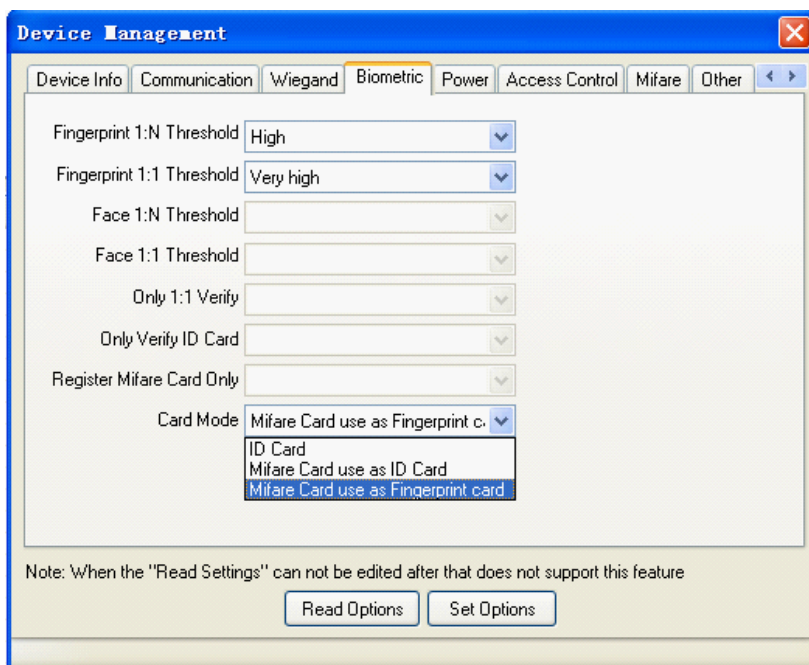 Device Management
Device Info Communication Wiegand Biometric Power Access Control Mifare Other
Fingerprint 1:N Threshold High
Fingerprint 1:1 Threshold Very high
Face 1:N Threshold
Face 1:1 Threshold
Only 1:1 Verify
Only Verify ID Card
Register Mifare Card Only
Card Mode Mifare Card use as Fingerprint c
ID Card
Mifare Card use as ID Card
Mifare Card use as Fingerprint card
Note: When the "Read Settings" can not be edited after that does not support this feature
Read Options Set Options